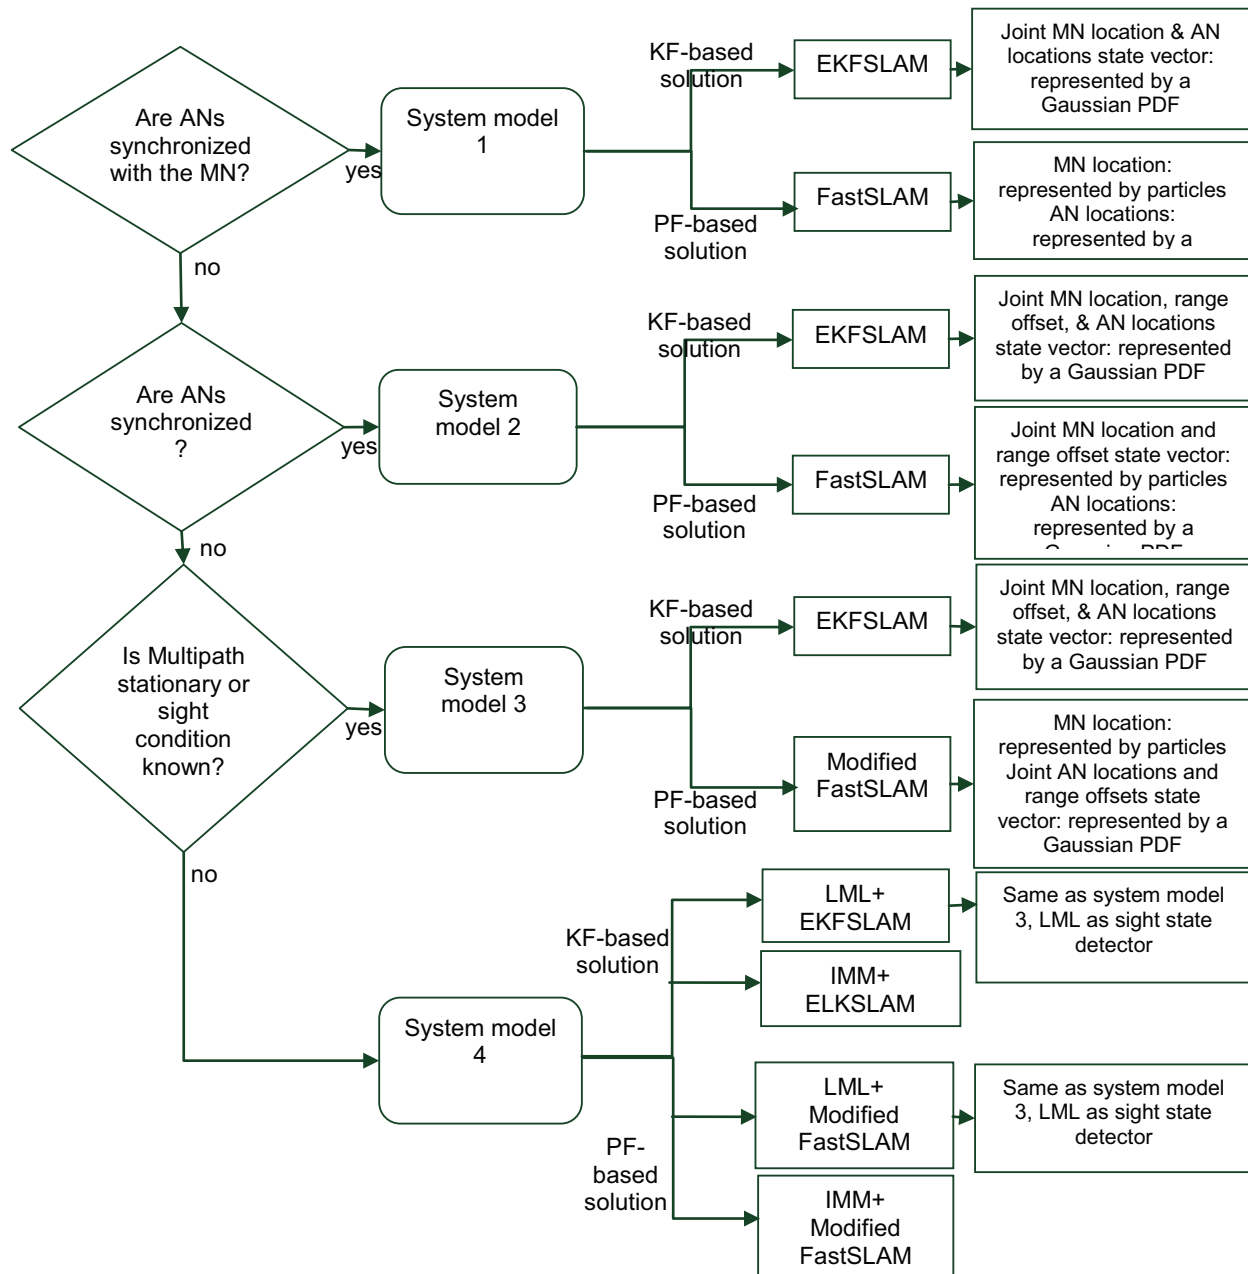 Are ANs
synchronized
with the MN?
yes
no
System model
1
KF-based
solution
EKFSLAM
Joint MN location & AN
locations state vector:
represented by a
Gaussian PDF
PF-based
solution
FastSLAM
MN location:
represented by particles
AN locations:
represented by a
Are ANs
synchronized
?
yes
no
System
model 2
KF-based
solution
EKFSLAM
Joint MN location, range
offset, & AN locations
state vector: represented
by a Gaussian PDF
PF-based
solution
FastSLAM
Joint MN location and
range offset state vector:
represented by particles
AN locations:
represented by a
Gaussian PDF
Is Multipath
stationary or
sight
condition
known?
yes
no
System
model 3
KF-based
solution
EKFSLAM
Joint MN location, range
offset, & AN locations
state vector: represented
by a Gaussian PDF
PF-based
solution
Modified
FastSLAM
MN location:
represented by particles
Joint AN locations and
range offsets state
vector: represented by a
Gaussian PDF
System model
4
KF-based
solution
LML+
EKFSLAM
Same as system model
3, LML as sight state
detector
IMM+
ELKSLAM
PF-
based
solution
LML+
Modified
FastSLAM
Same as system model
3, LML as sight state
detector
IMM+
Modified
FastSLAM